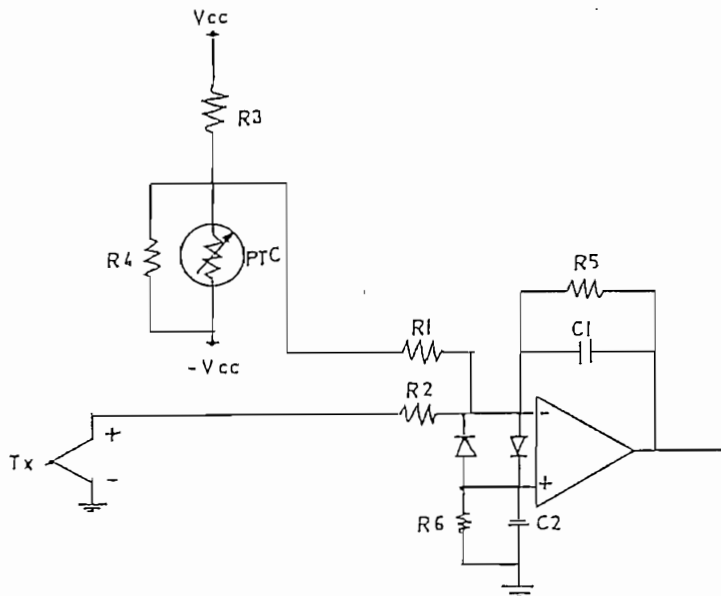 Vcc
R3
R4
PTC
-Vcc
R5
C1
R1
R2
+
-
Tx
-
+
R6
C2